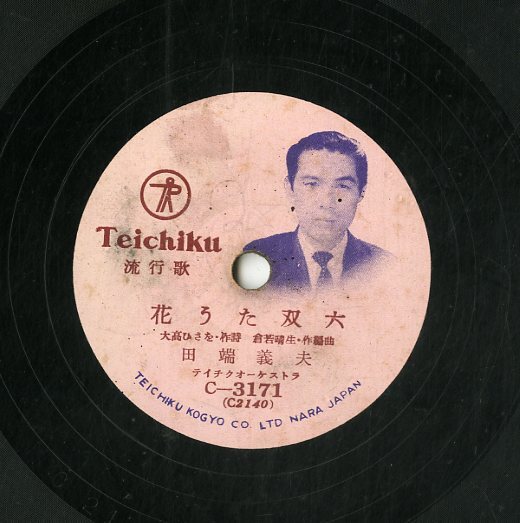 Teichiku
流行歌
花うた双六
大高ひさを・作詩 倉若晴生・作編曲
田端義夫
テイチクオーケストラ
C—3171
(C2140)
TEICHIKU KOGYO CO. LTD NARA JAPAN